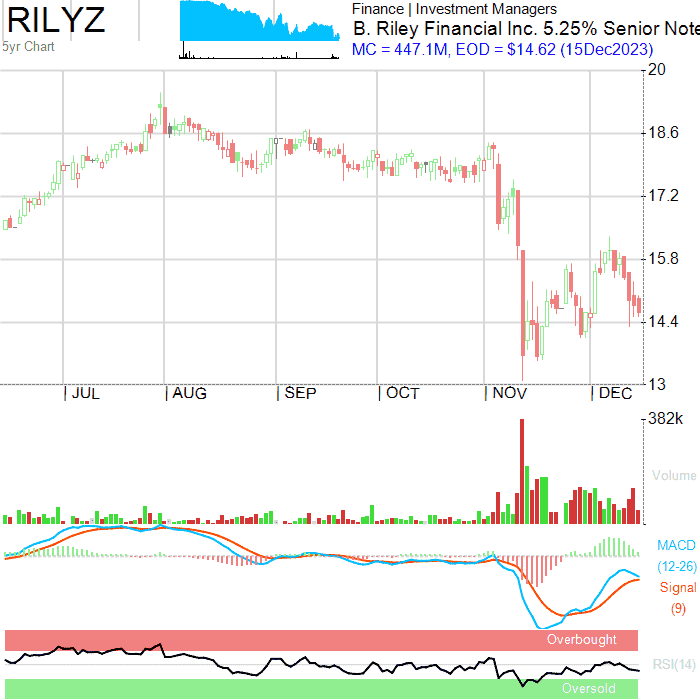 RILYZ
5yr Chart
Finance | Investment Managers
B. Riley Financial Inc. 5.25% Senior Note
MC = 447.1M, EOD = $14.62 (15Dec2023)
20
18.6
17.2
15.8
14.4
13
JUL AUG SEP OCT NOV DEC
382k
Volume
MACD
(12-26)
Signal
(9)
Overbought
RSI(14)
Oversold